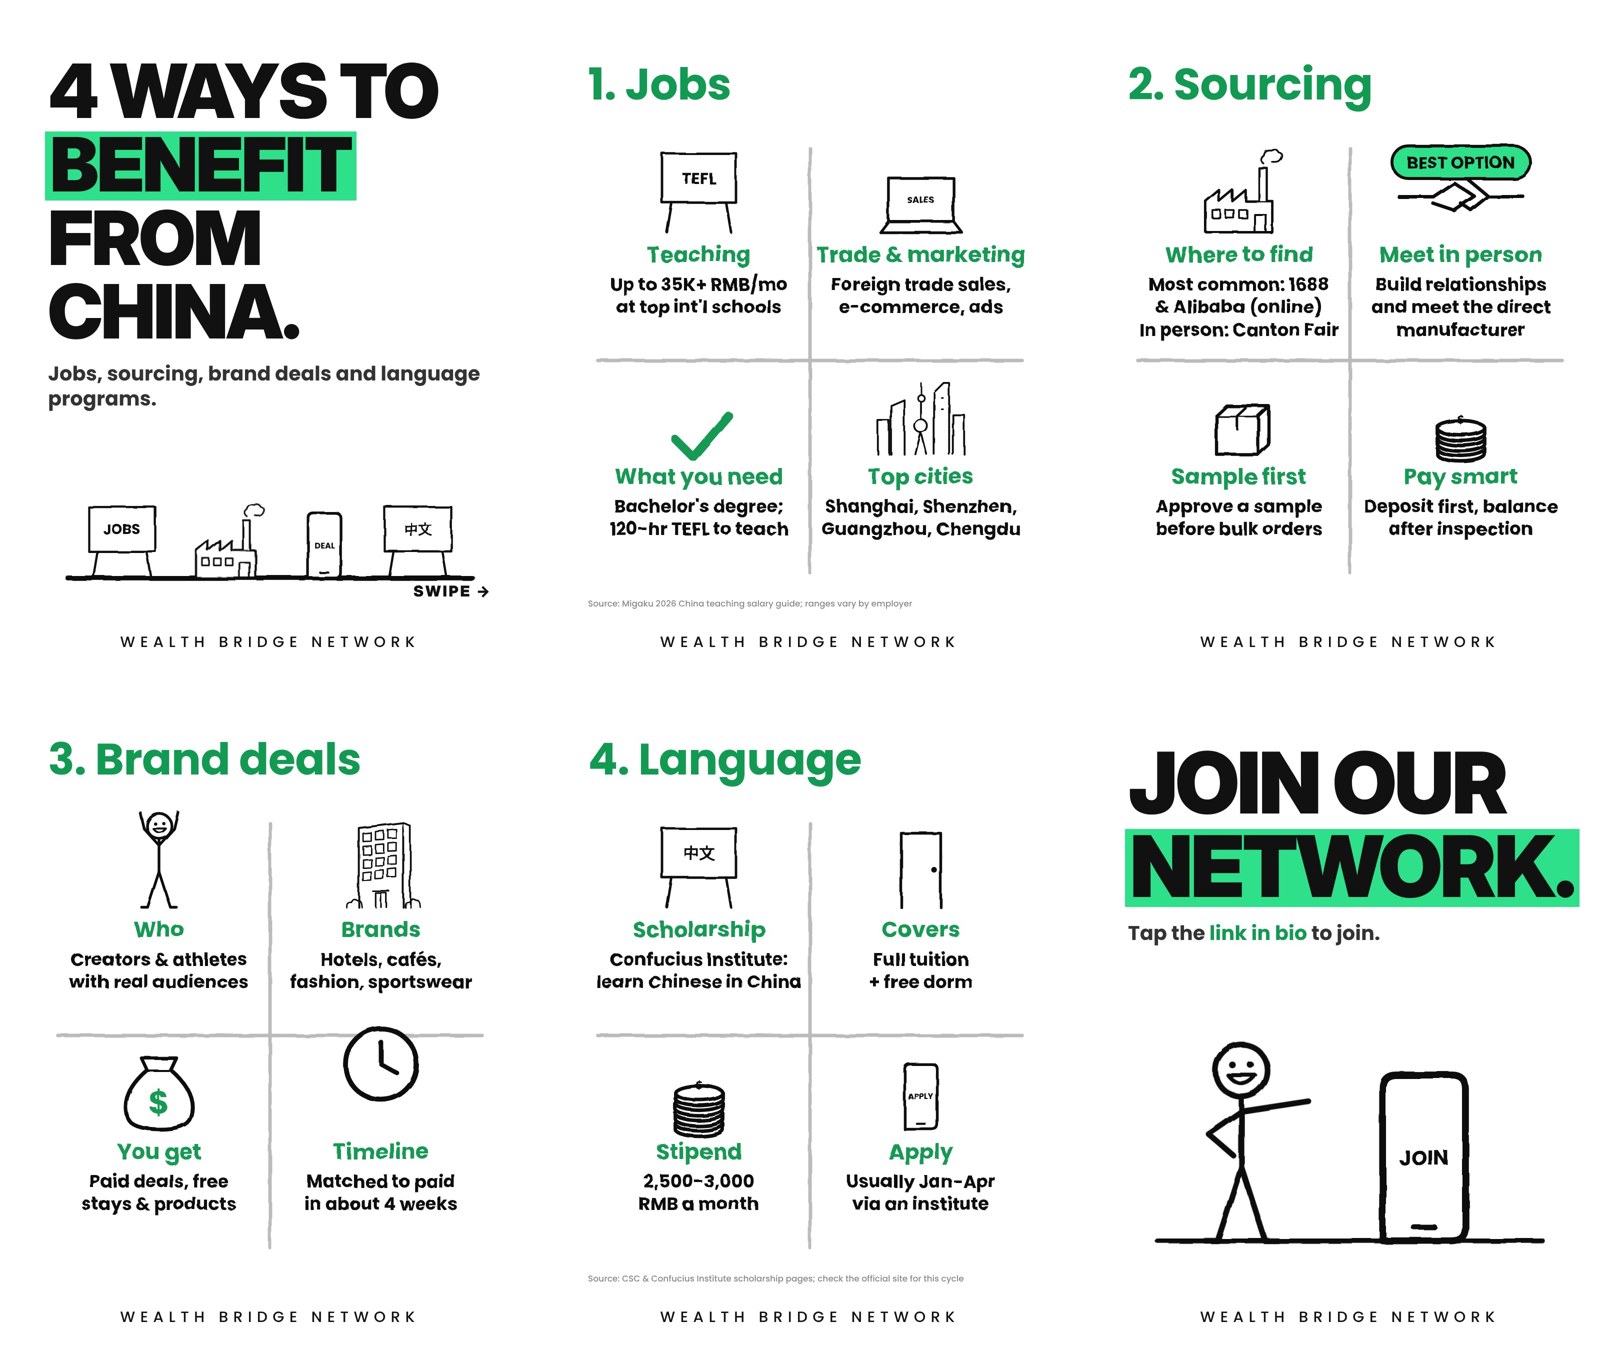 4 WAYS TO
BENEFIT
FROM
CHINA.
Jobs, sourcing, brand deals and language
programs.
JOBS
DEAL
中文
SWIPE →
WEALTH BRIDGE NETWORK
1. Jobs
TEFL
Teaching
Up to 35K+ RMB/mo
at top int'l schools
SALES
Trade & marketing
Foreign trade sales,
e-commerce, ads
What you need
Bachelor's degree;
120-hr TEFL to teach
Top cities
Shanghai, Shenzhen,
Guangzhou, Chengdu
Source: Migaku 2026 China teaching salary guide; ranges vary by employer
WEALTH BRIDGE NETWORK
2. Sourcing
Where to find
Most common: 1688
& Alibaba (online)
In person: Canton Fair
BEST OPTION
Meet in person
Build relationships
and meet the direct
manufacturer
Sample first
Approve a sample
before bulk orders
$
Pay smart
Deposit first, balance
after inspection
WEALTH BRIDGE NETWORK
3. Brand deals
Who
Creators & athletes
with real audiences
Brands
Hotels, cafés,
fashion, sportswear
$
You get
Paid deals, free
stays & products
Timeline
Matched to paid
in about 4 weeks
WEALTH BRIDGE NETWORK
4. Language
中文
Scholarship
Confucius Institute:
learn Chinese in China
Covers
Full tuition
+ free dorm
$
Stipend
2,500-3,000
RMB a month
APPLY
Apply
Usually Jan-Apr
via an institute
Source: CSC & Confucius Institute scholarship pages; check the official site for this cycle
WEALTH BRIDGE NETWORK
JOIN OUR
NETWORK.
Tap the link in bio to join.
JOIN
WEALTH BRIDGE NETWORK